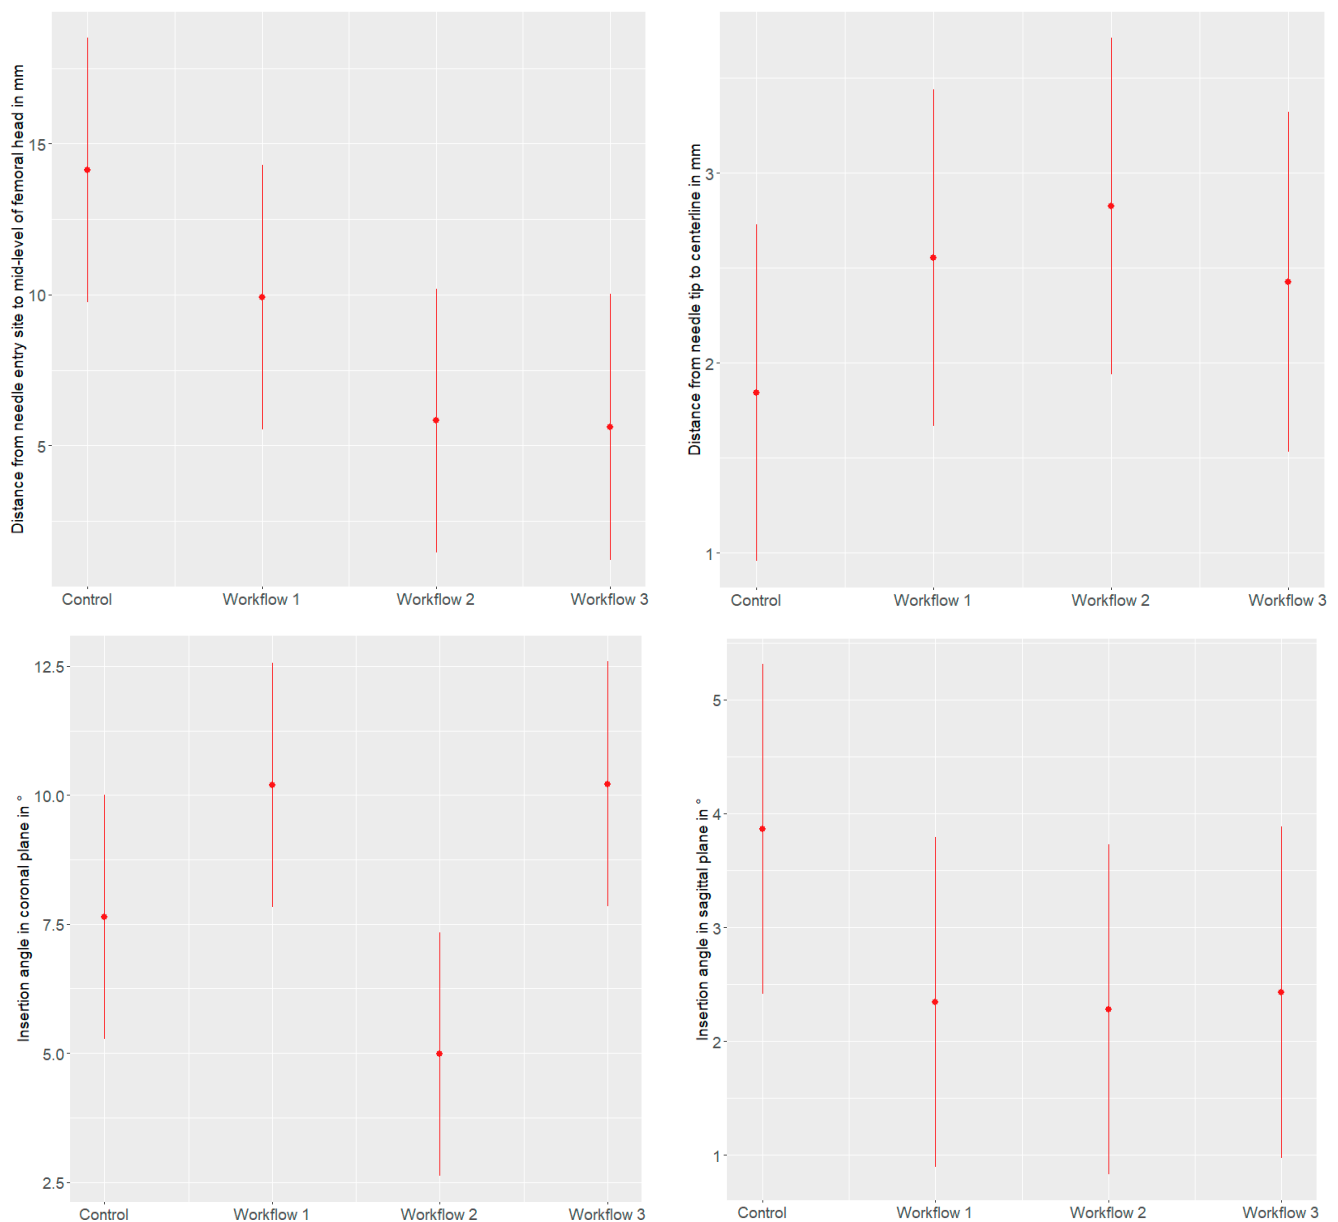 Distance from needle entry site to mid-level of femoral head in mm
15
10
5
Control Workflow 1 Workflow 2 Workflow 3
Distance from needle tip to centerline in mm
3
2
1
Control Workflow 1 Workflow 2 Workflow 3
Insertion angle in coronal plane in °
12.5
10.0
7.5
5.0
2.5
Control Workflow 1 Workflow 2 Workflow 3
Insertion angle in sagittal plane in °
5
4
3
2
1
Control Workflow 1 Workflow 2 Workflow 3